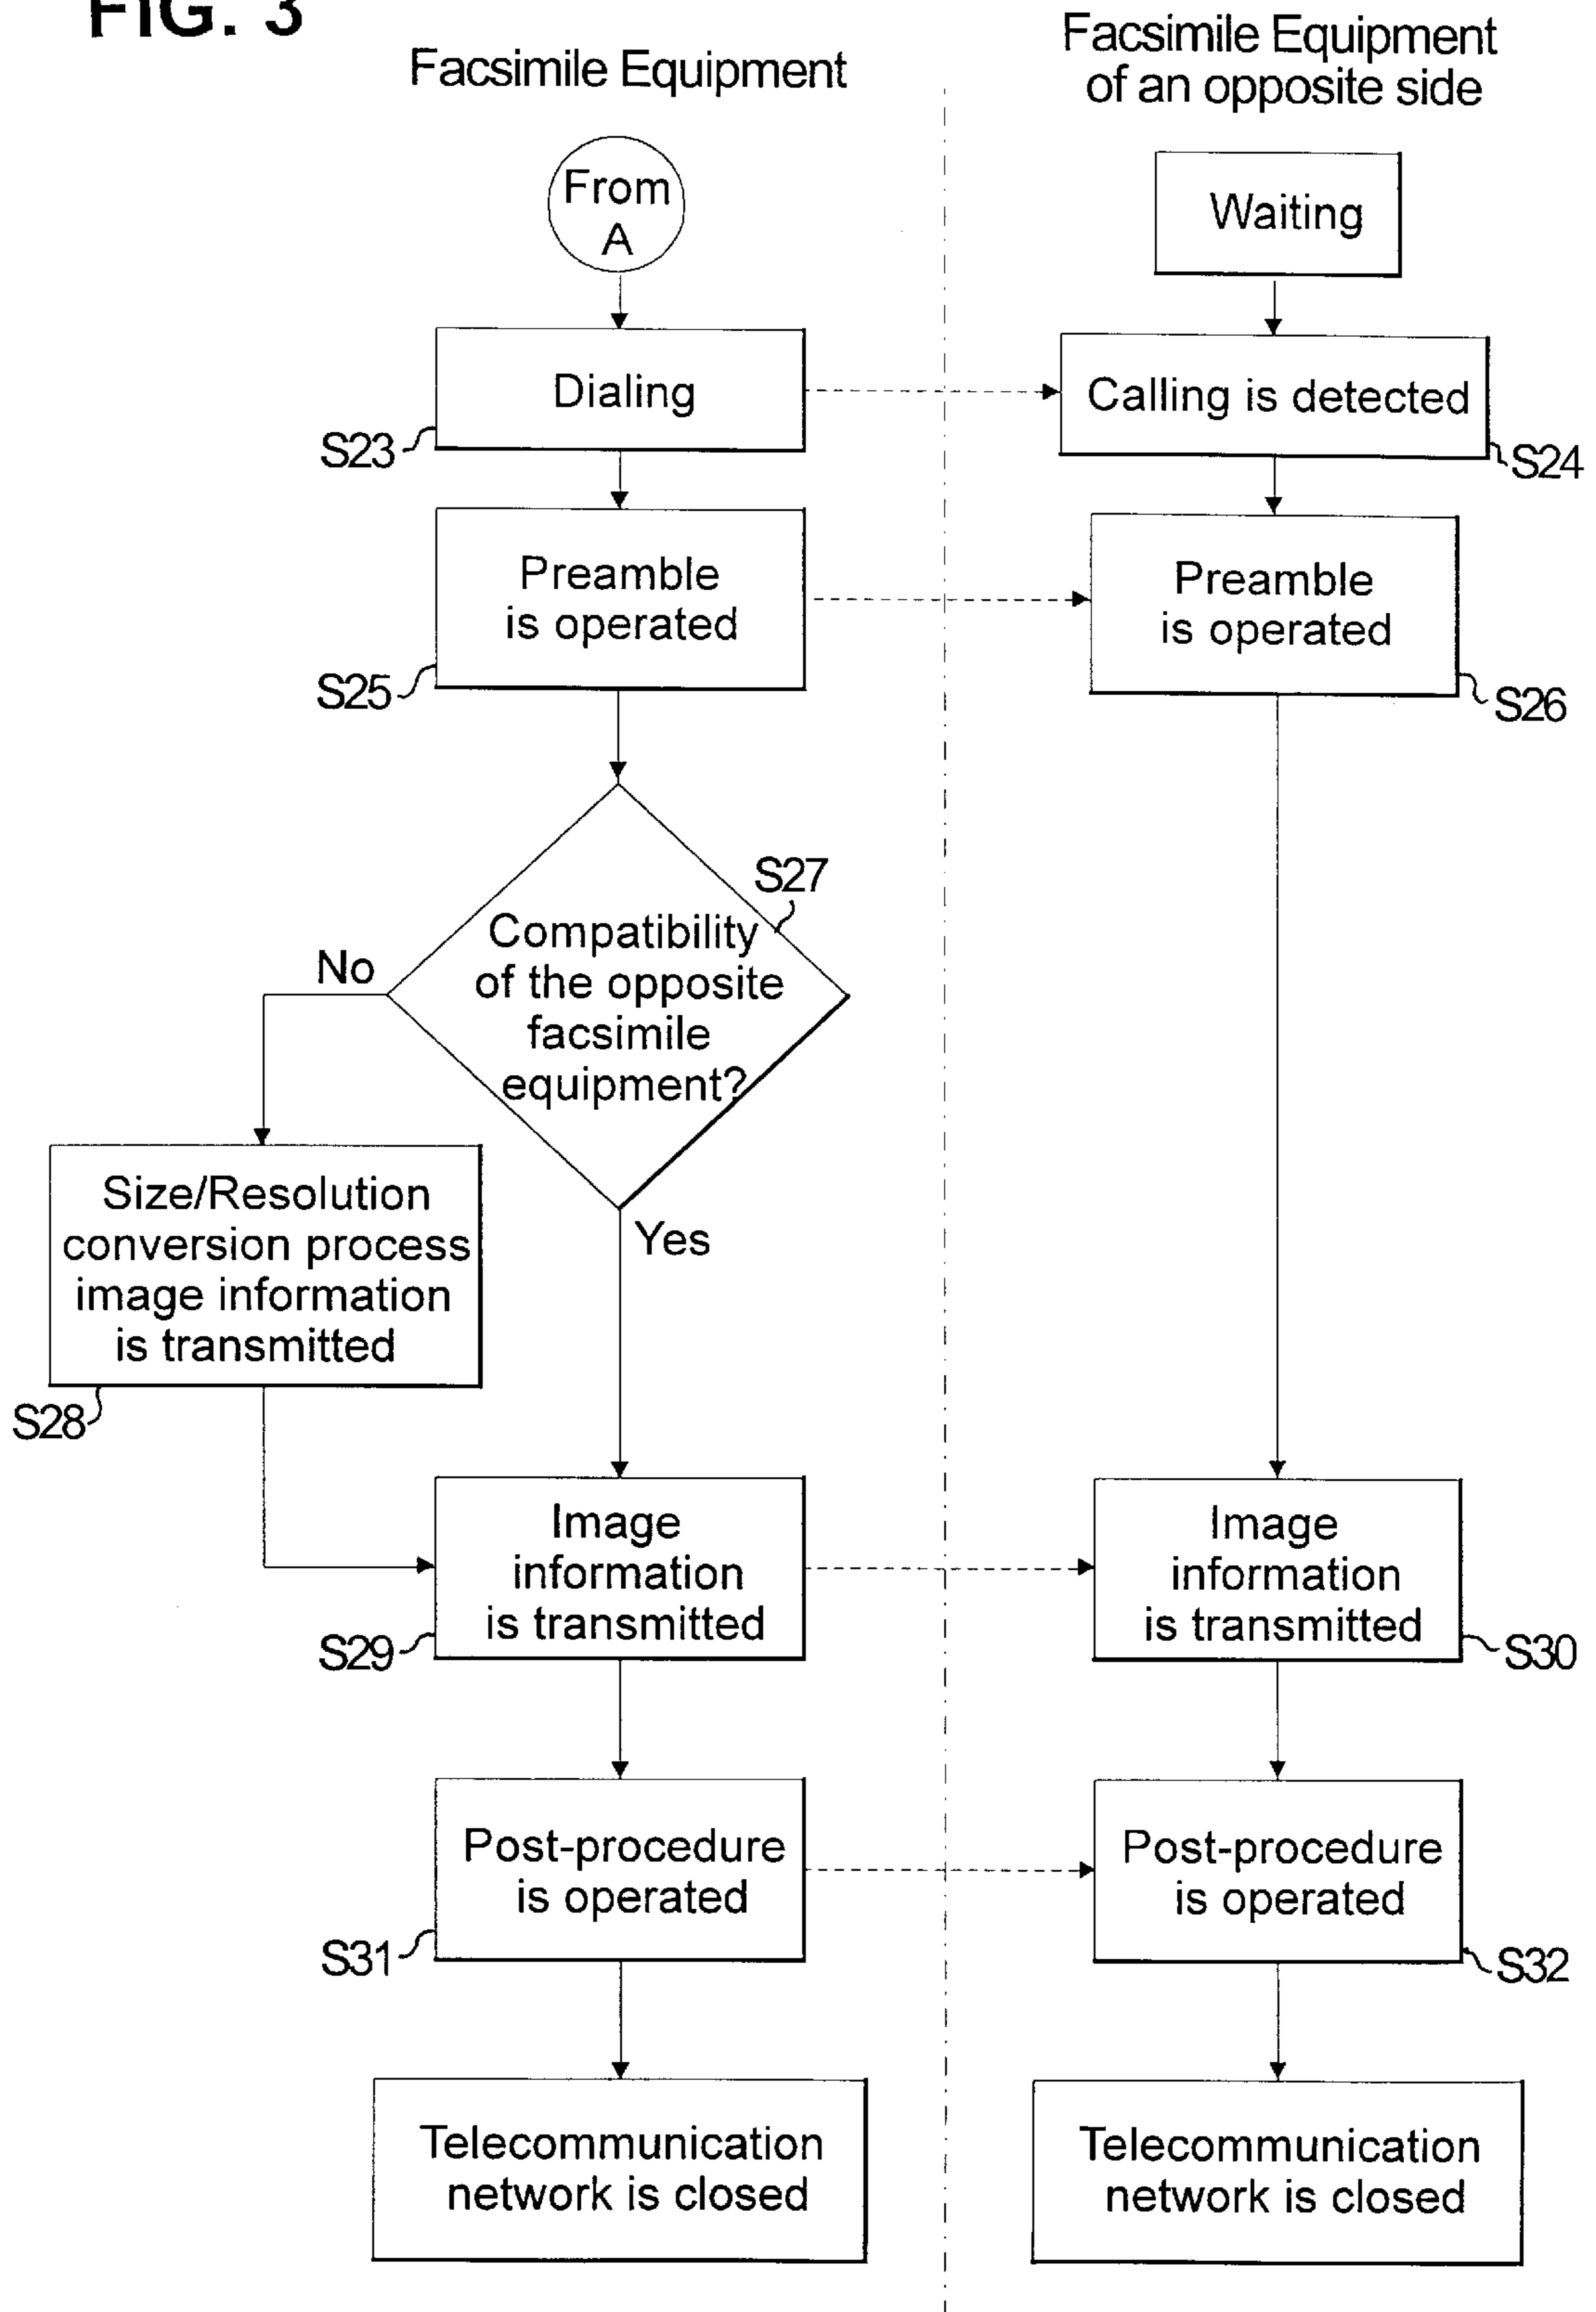 FIG. 3
Facsimile Equipment
Facsimile Equipment
of an opposite side
From
A
Waiting
Dialing
S23
Calling is detected
S24
Preamble
is operated
S25
Preamble
is operated
S26
S27
Compatibility
of the opposite
facsimile
equipment?
No
Yes
Size/Resolution
conversion process
image information
is transmitted
S28
Image
information
is transmitted
S29
Image
information
is transmitted
S30
Post-procedure
is operated
S31
Post-procedure
is operated
S32
Telecommunication
network is closed
Telecommunication
network is closed